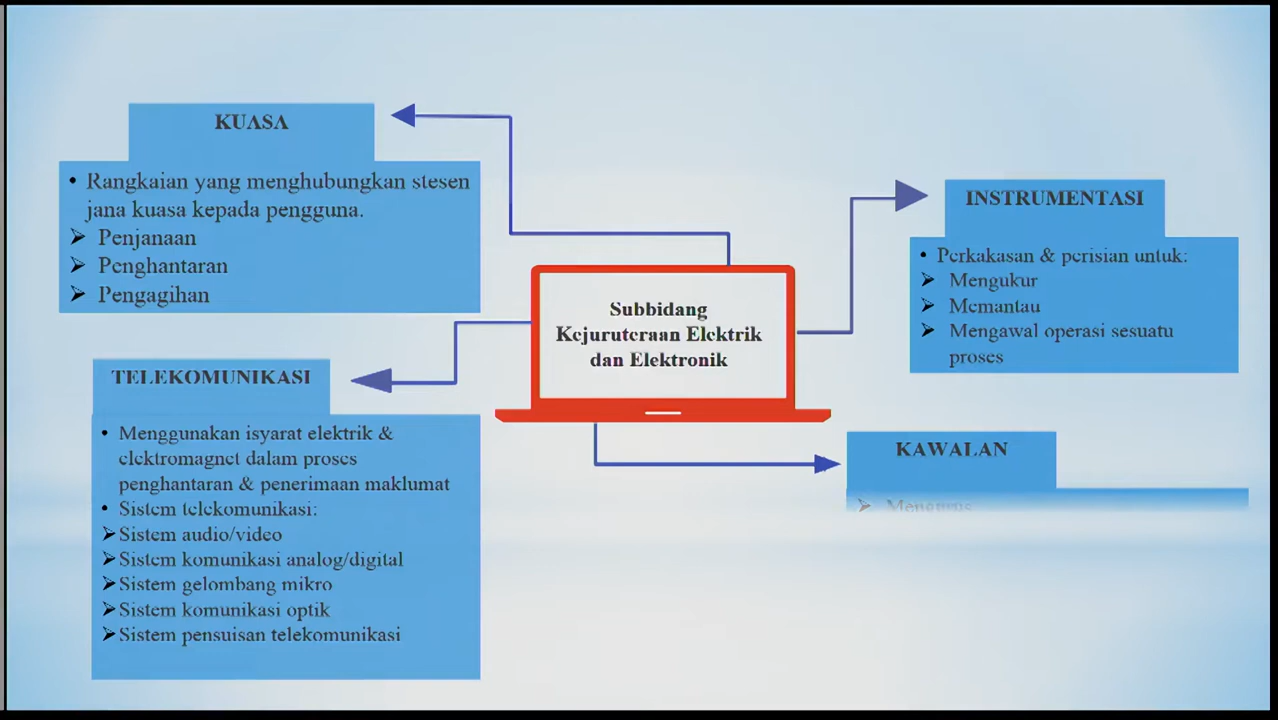 KUASA
• Rangkaian yang menghubungkan stesen
jana kuasa kepada pengguna.
➤ Penjanaan
➤ Penghantaran
➤ Pengagihan
INSTRUMENTASI
• Perkakasan & perisian untuk:
➤ Mengukur
➤ Memantau
➤ Mengawal operasi sesuatu
proses
Subbidang
Kejuruteraan Elektrik
dan Elektronik
TELEKOMUNIKASI
• Menggunakan isyarat elektrik &
elektromagnet dalam proses
penghantaran & penerimaan maklumat
• Sistem telekomunikasi:
➤Sistem audio/video
➤Sistem komunikasi analog/digital
➤Sistem gelombang mikro
➤Sistem komunikasi optik
➤Sistem pensuisan telekomunikasi
KAWALAN